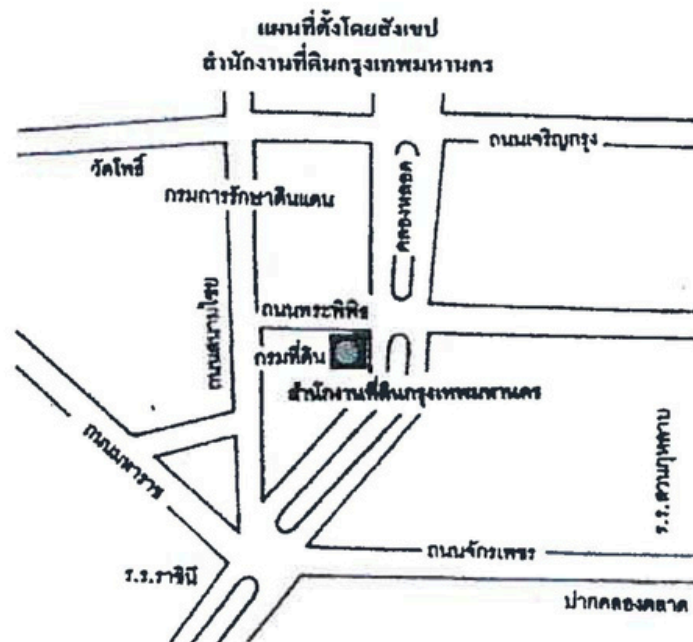 แผนที่ตั้งโดยสังเขป
สำนักงานที่ดินกรุงเทพมหานคร
ถนนเจริญกรุง
วัดโพธิ์
กรมการรักษาดินแดน
คลองหลอด
ถนนสนามไชย
ถนนพระพิพิธ
กรมที่ดิน
สำนักงานที่ดินกรุงเทพมหานคร
ถนนมหาราช
ร.ร.สวนกุหลาบ
ถนนจักรเพชร
ร.ร.ราชินี
ปากคลองตลาด